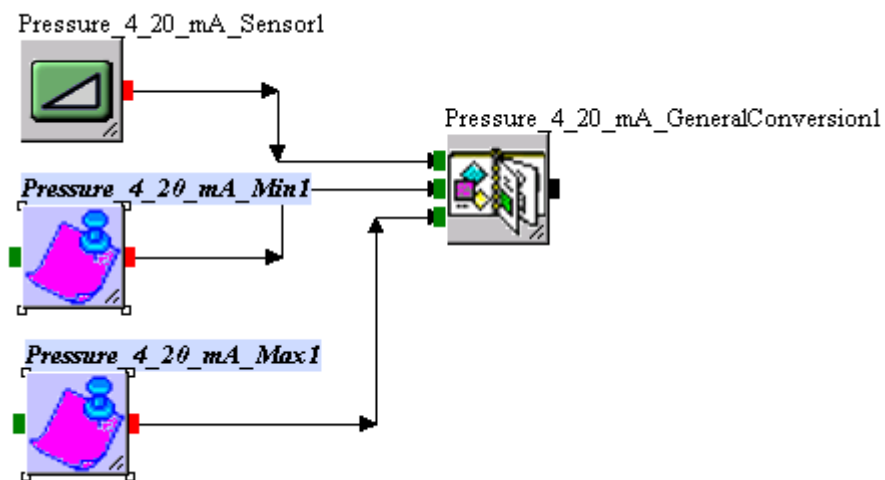 Pressure_4_20_mA_Sensor1
Pressure_4_20_mA_GeneralConversion1
Pressure_4_20_mA_Min1
Pressure_4_20_mA_Max1